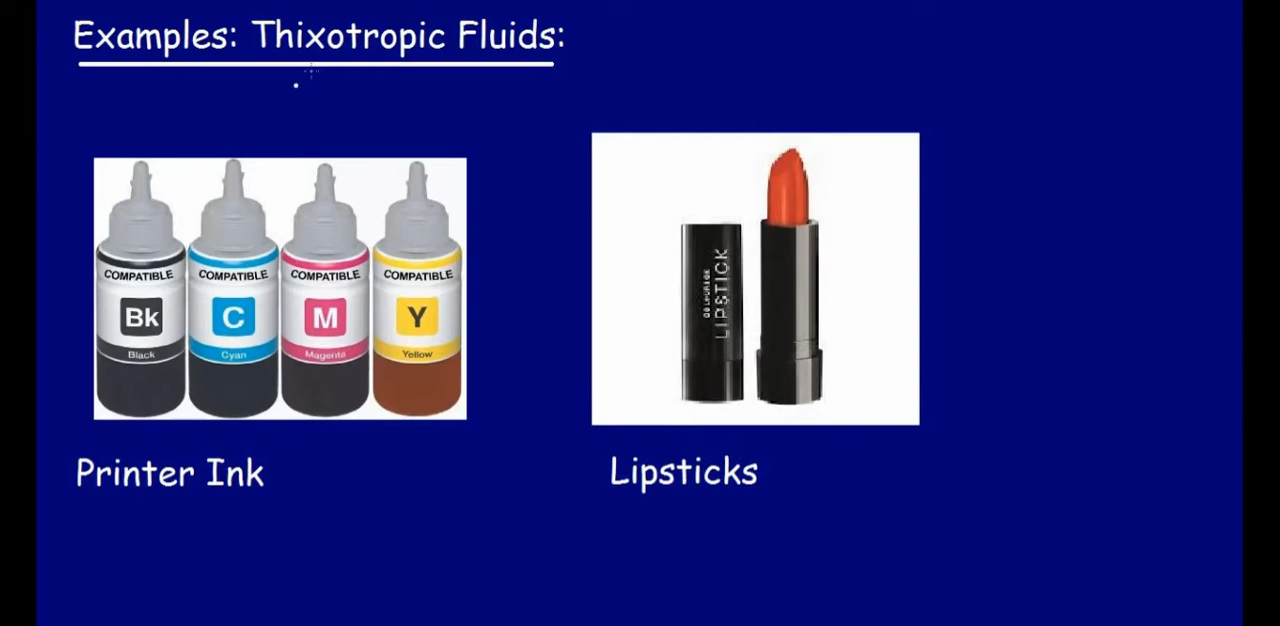 Examples: Thixotropic Fluids:
COMPATIBLE COMPATIBLE COMPATIBLE COMPATIBLE
Bk C M Y
Black Cyan Magenta Yellow
LIPSTICK
Printer Ink
Lipsticks